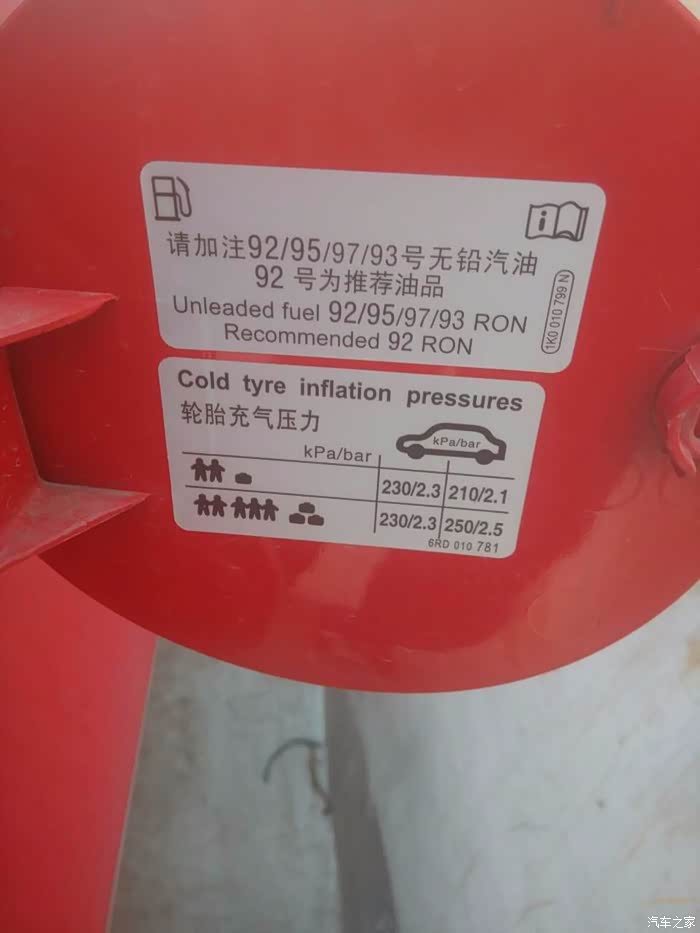 请加注92/95/97/93号无铅汽油
92 号为推荐油品
Unleaded fuel 92/95/97/93 RON
Recommended 92 RON
1K0 010 799 N
Cold tyre inflation pressures
轮胎充气压力
kPa/bar
kPa/bar
230/2.3 210/2.1
230/2.3 250/2.5
6RD 010 781
汽车之家